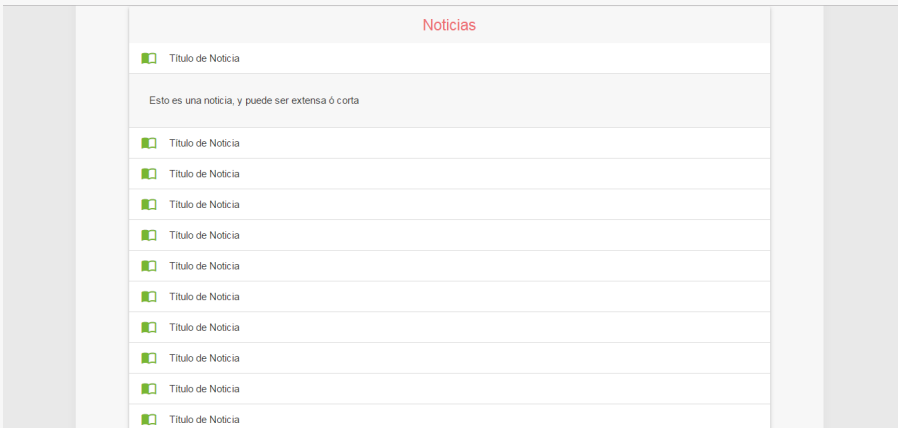 Noticias
Título de Noticia
Esto es una noticia, y puede ser extensa ó corta
Título de Noticia
Título de Noticia
Título de Noticia
Título de Noticia
Título de Noticia
Título de Noticia
Título de Noticia
Título de Noticia
Título de Noticia
Título de Noticia